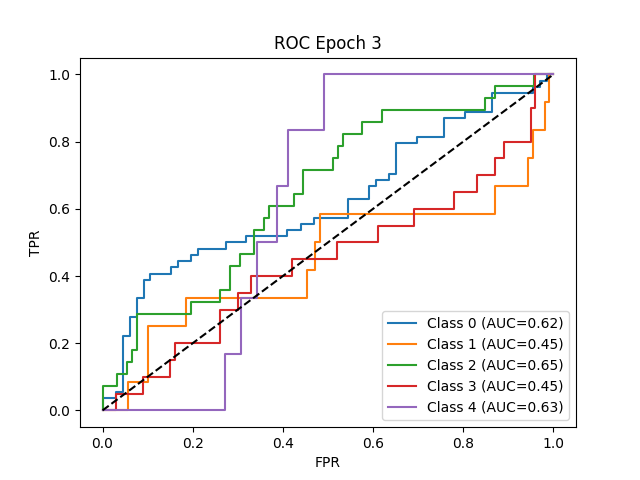 ROC Epoch 3
TPR
1.0
0.8
0.6
0.4
0.2
0.0
Class 0 (AUC=0.62)
Class 1 (AUC=0.45)
Class 2 (AUC=0.65)
Class 3 (AUC=0.45)
Class 4 (AUC=0.63)
0.0 0.2 0.4 0.6 0.8 1.0
FPR